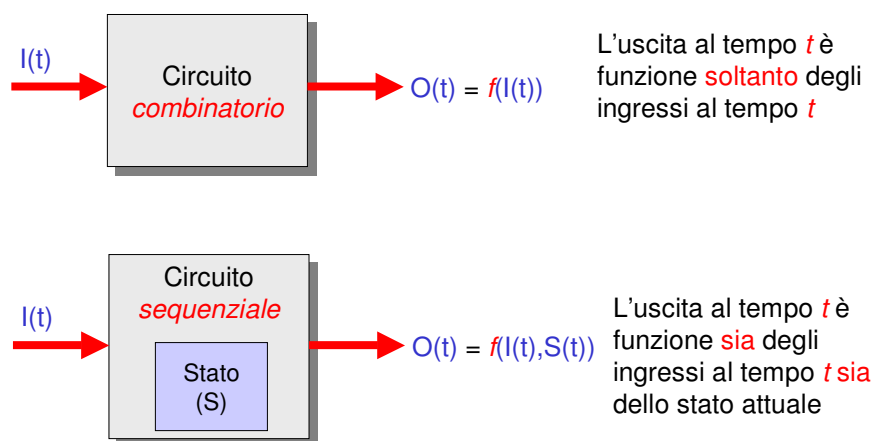 I(t)
Circuito
combinatorio
O(t) = f(I(t))
L'uscita al tempo t è
funzione soltanto degli
ingressi al tempo t
I(t)
Circuito
sequenziale
Stato
(S)
O(t) = f(I(t),S(t))
L'uscita al tempo t è
funzione sia degli
ingressi al tempo t sia
dello stato attuale